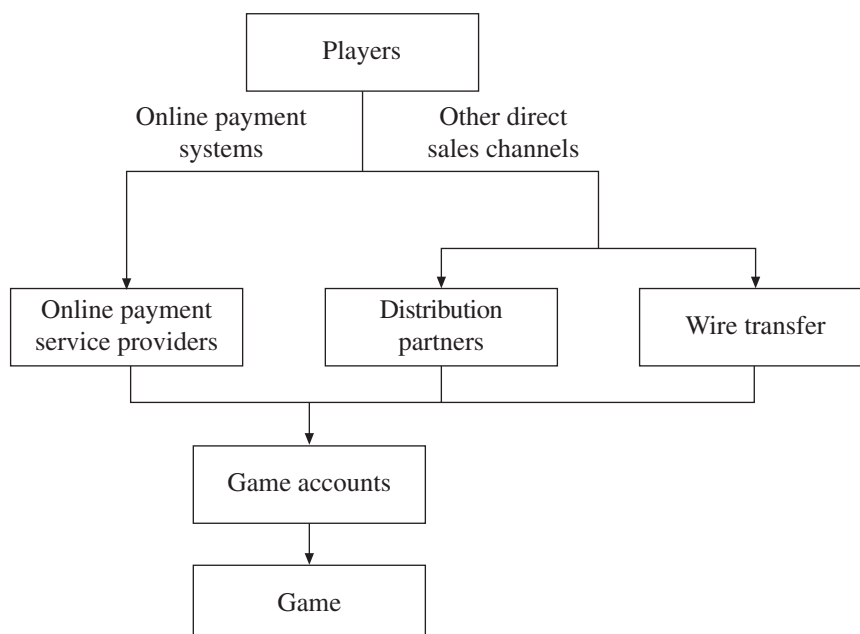 Players
Online payment
systems
Other direct
sales channels
Online payment
service providers
Distribution
partners
Wire transfer
Game accounts
Game